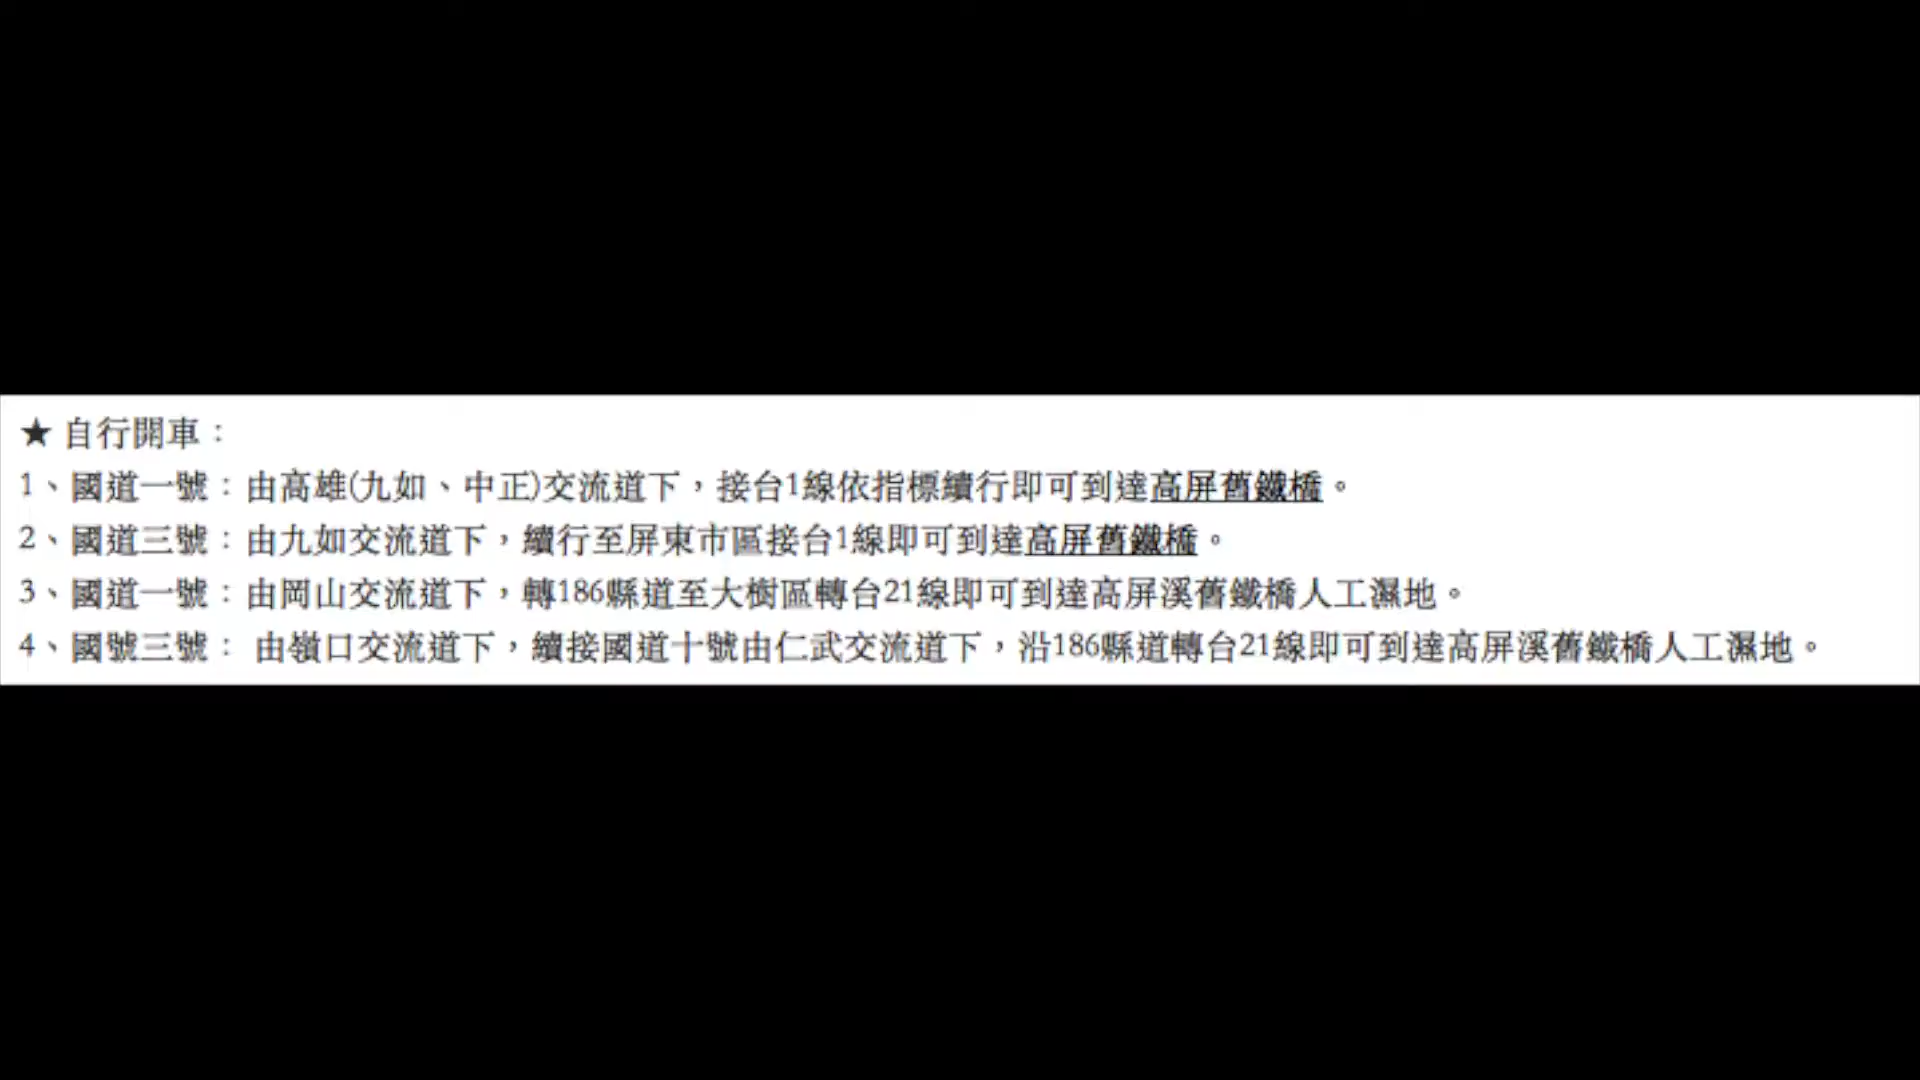 ★ 自行開車：
1、國道一號：由高雄(九如、中正)交流道下，接台1線依指標續行即可到達高屏舊鐵橋。
2、國道三號：由九如交流道下，續行至屏東市區接台1線即可到達高屏舊鐵橋。
3、國道一號：由岡山交流道下，轉186縣道至大樹區轉台21線即可到達高屏溪舊鐵橋人工濕地。
4、國號三號： 由嶺口交流道下，續接國道十號由仁武交流道下，沿186縣道轉台21線即可到達高屏溪舊鐵橋人工濕地。